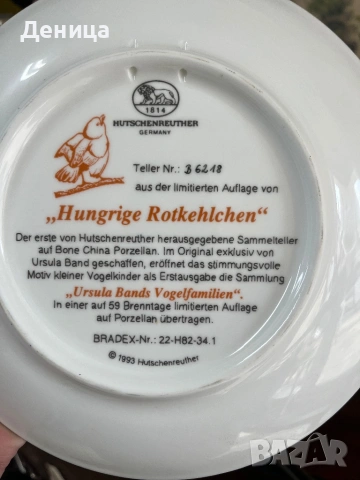 Деница
1814
HUTSCHENREUTHER
GERMANY
Teller Nr.: B 6218
aus der limitierten Auflage von
„Hungrige Rotkehlchen“
Der erste von Hutschenreuther herausgegebene Sammelteller
auf Bone China Porzellan. Im Original exklusiv von
Ursula Band geschaffen, eröffnet das stimmungsvolle
Motiv kleiner Vogelkinder als Erstausgabe die Sammlung
„Ursula Bands Vogelfamilien“.
In einer auf 59 Brenntage limitierten Auflage
auf Porzellan übertragen.
BRADEX-Nr.: 22-H82-34.1
© 1993 Hutschenreuther
BAZAR